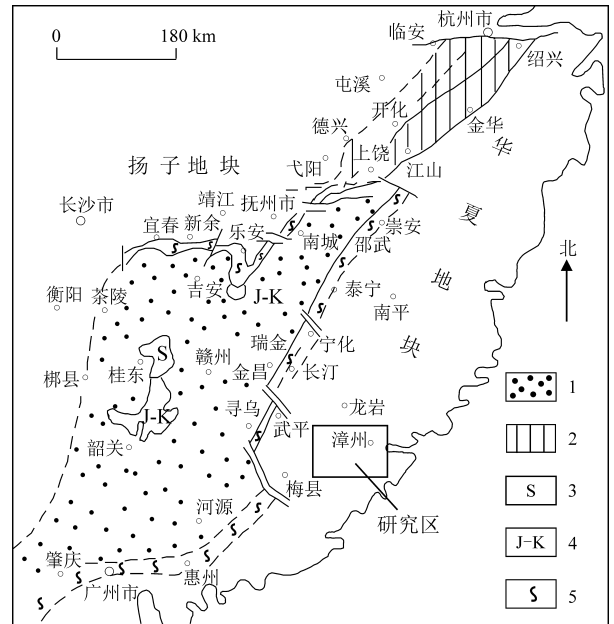 0
180 km
杭州市
临安
绍兴
屯溪
开化
金华
德兴
华
上饶
弋阳
江山
扬子地块
靖江
抚州市
长沙市
夏
宜春
新余
乐安
崇安
南城
邵武
北
吉安
J-K
地
泰宁
南平
衡阳
茶陵
块
瑞金
宁化
S
桂东
赣州
金昌
长汀
郴县
1
J-K
寻乌
武平
龙岩
漳州
2
韶关
梅县
S
3
河源
研究区
J-K
4
肇庆
惠州
广州市
5